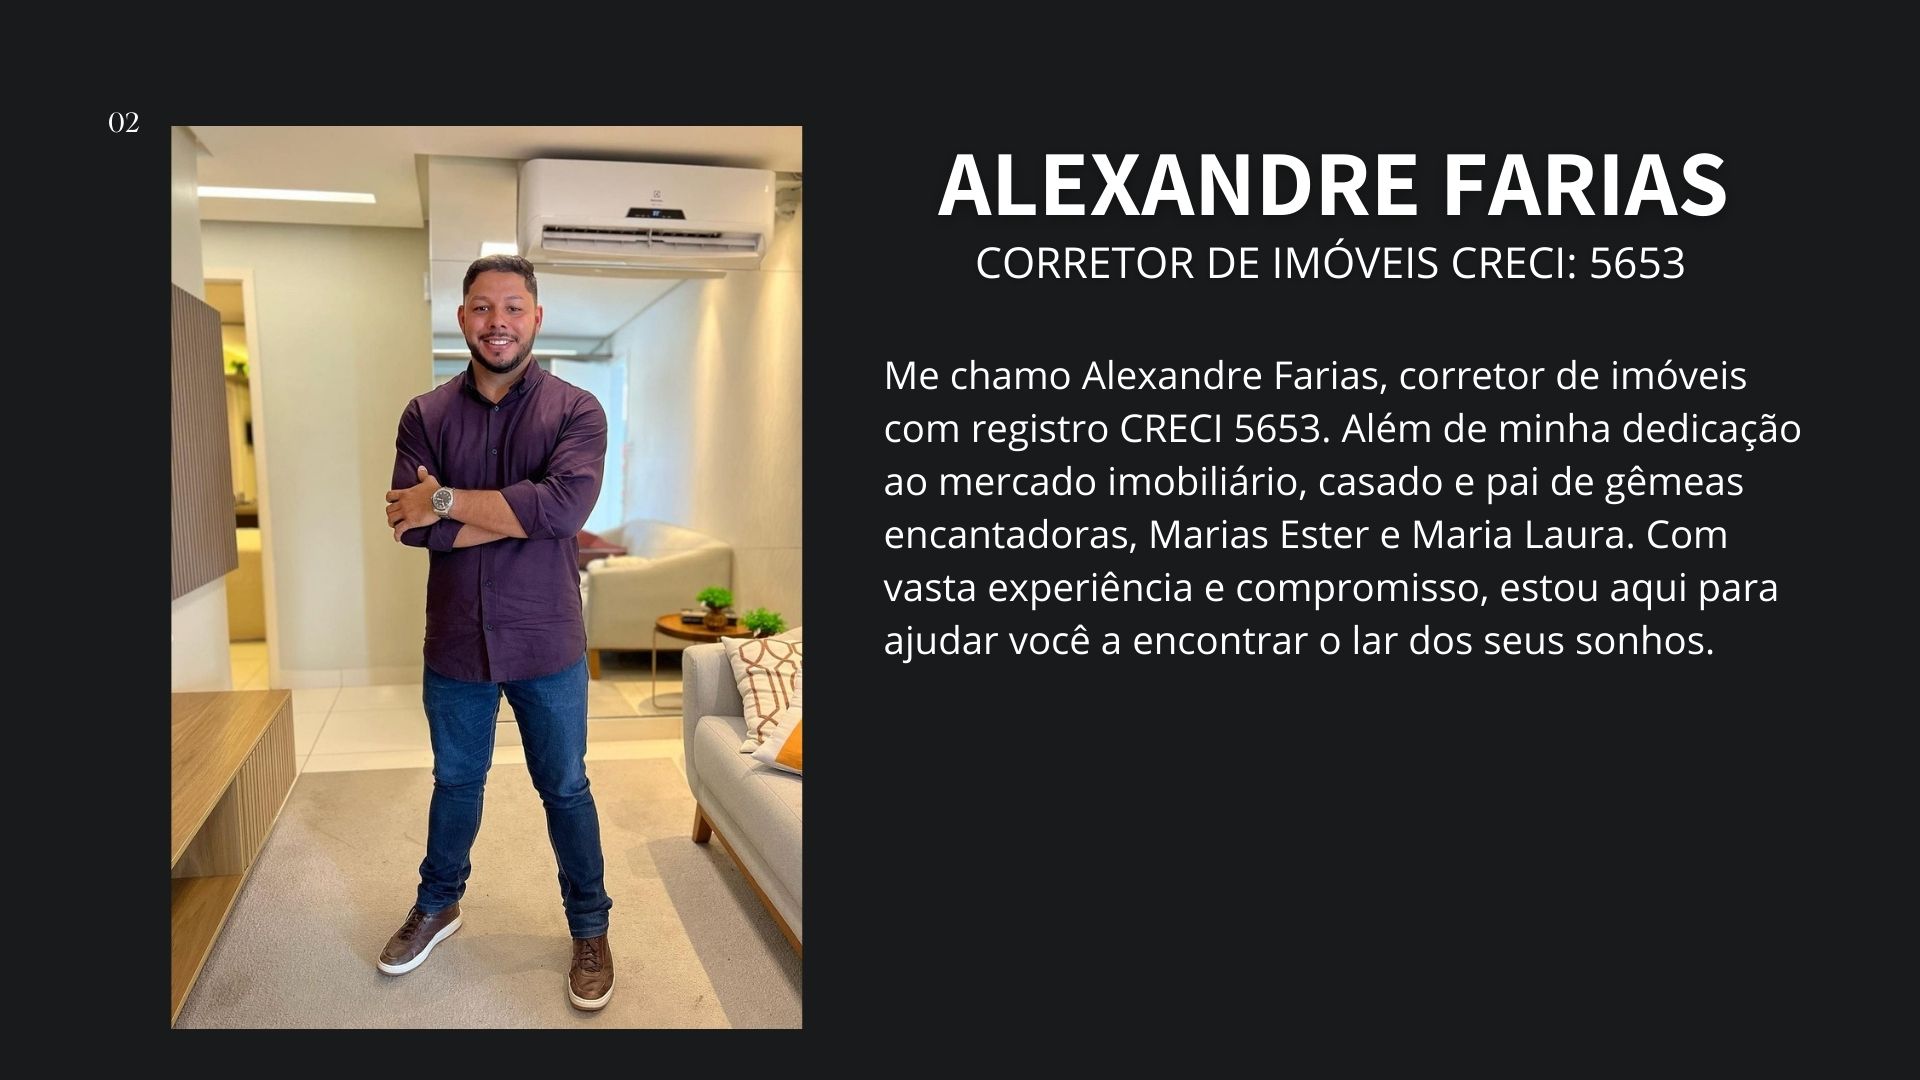 02
ALEXANDRE FARIAS
CORRETOR DE IMÓVEIS CRECI: 5653
Me chamo Alexandre Farias, corretor de imóveis
com registro CRECI 5653. Além de minha dedicação
ao mercado imobiliário, casado e pai de gêmeas
encantadoras, Marias Ester e Maria Laura. Com
vasta experiência e compromisso, estou aqui para
ajudar você a encontrar o lar dos seus sonhos.